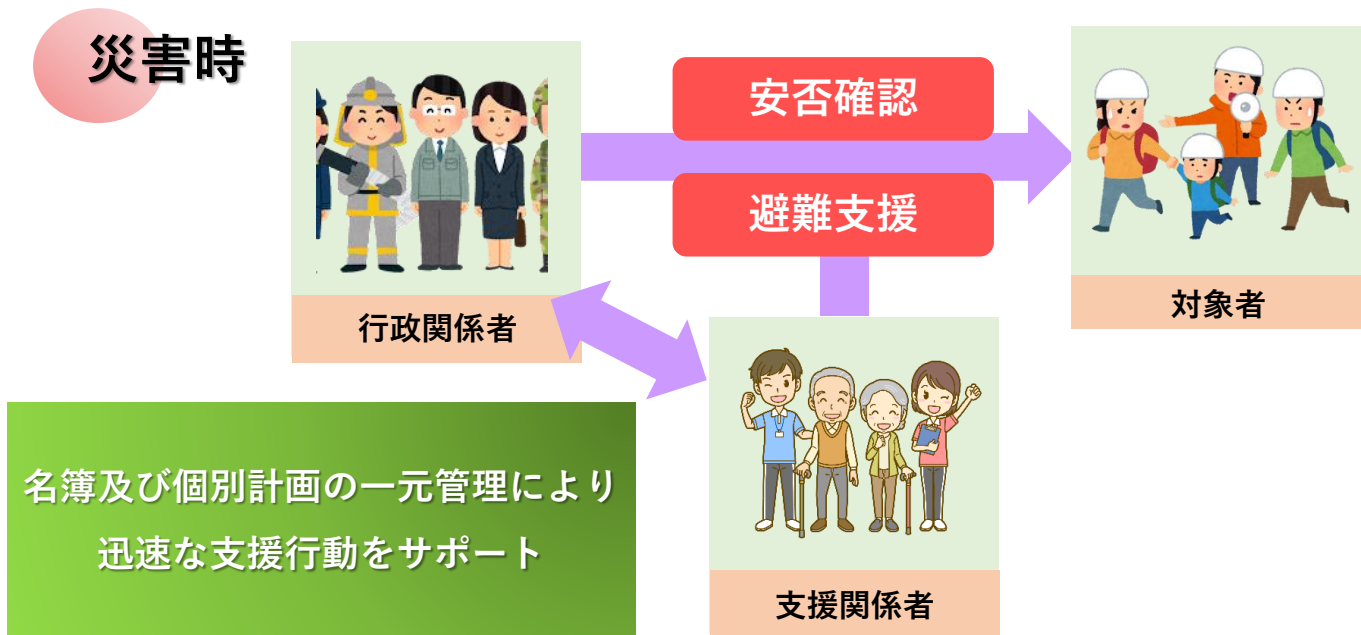 災害時
安否確認
避難支援
行政関係者
対象者
支援関係者
名簿及び個別計画の一元管理により
迅速な支援行動をサポート